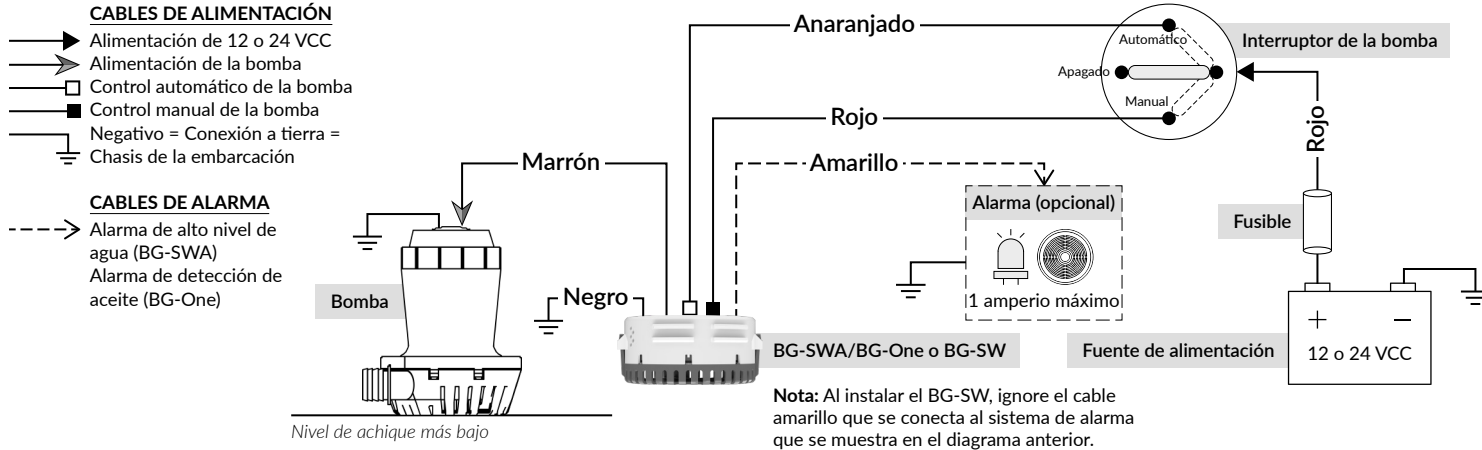 CABLES DE ALIMENTACIÓN
Alimentación de 12 o 24 VCC
Alimentación de la bomba
Control automático de la bomba
Control manual de la bomba
Negativo = Conexión a tierra =
Chasis de la embarcación
CABLES DE ALARMA
Alarma de alto nivel de
agua (BG-SWA)
Alarma de detección de
aceite (BG-One)
Anaranjado
Automático
Apagado
Manual
Interruptor de la bomba
Rojo
Rojo
Marrón
Amarillo
Alarma (opcional)
1 amperio máximo
Fusible
Bomba
Negro
BG-SWA/BG-One o BG-SW
Fuente de alimentación
+ −
12 o 24 VCC
Nota: Al instalar el BG-SW, ignore el cable
amarillo que se conecta al sistema de alarma
que se muestra en el diagrama anterior.
Nivel de achique más bajo